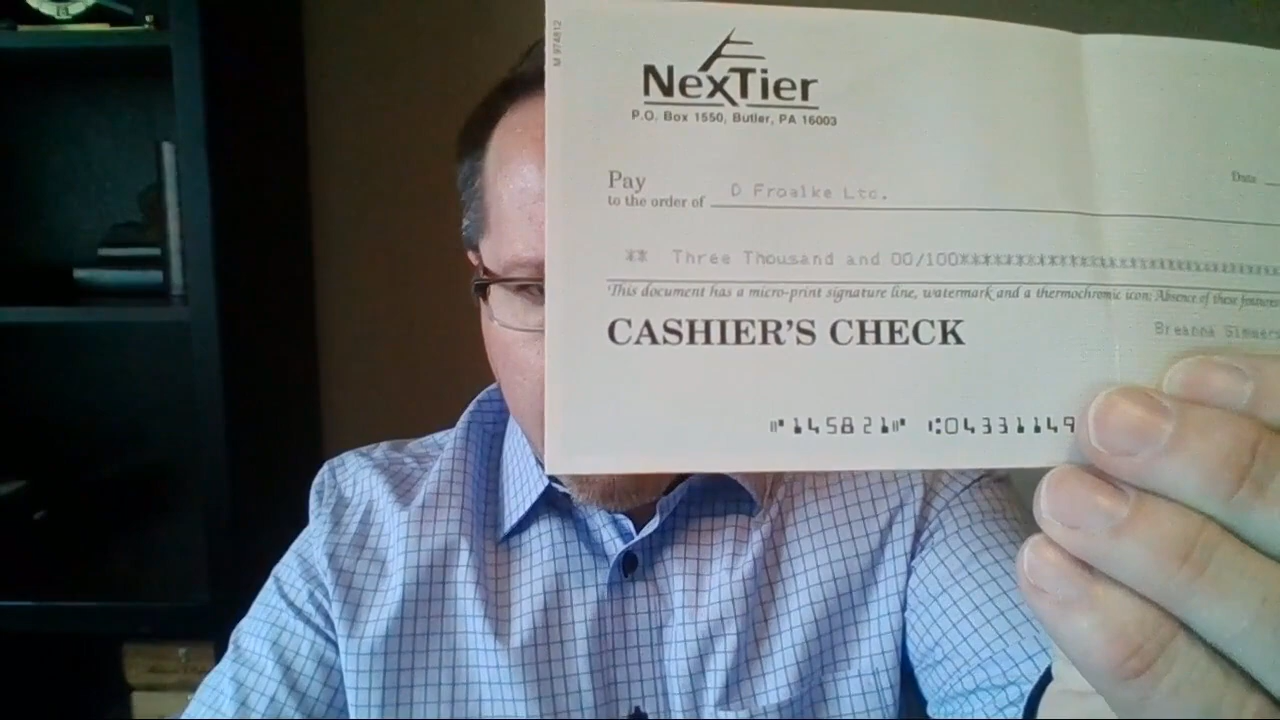 M 974812
NexTier
P.O. Box 1550, Butler, PA 16003
Pay
to the order of D Froalke Ltc.
Date
** Three Thousand and 00/100******************************
This document has a micro-print signature line, watermark and a thermochromic icon; Absence of these features
CASHIER'S CHECK
Breanna
⑈145821⑈ ⑆04331149